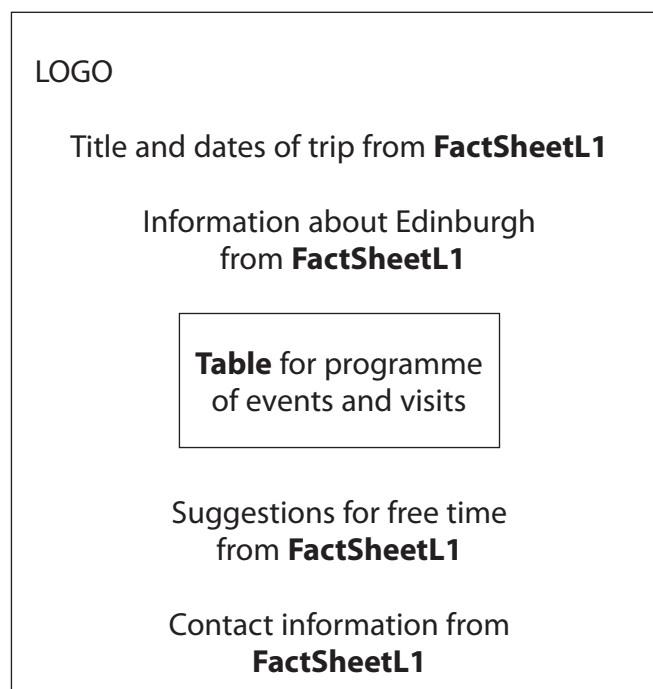 LOGO
Title and dates of trip from FactSheetL1
Information about Edinburgh
from FactSheetL1
Table for programme
of events and visits
Suggestions for free time
from FactSheetL1
Contact information from
FactSheetL1